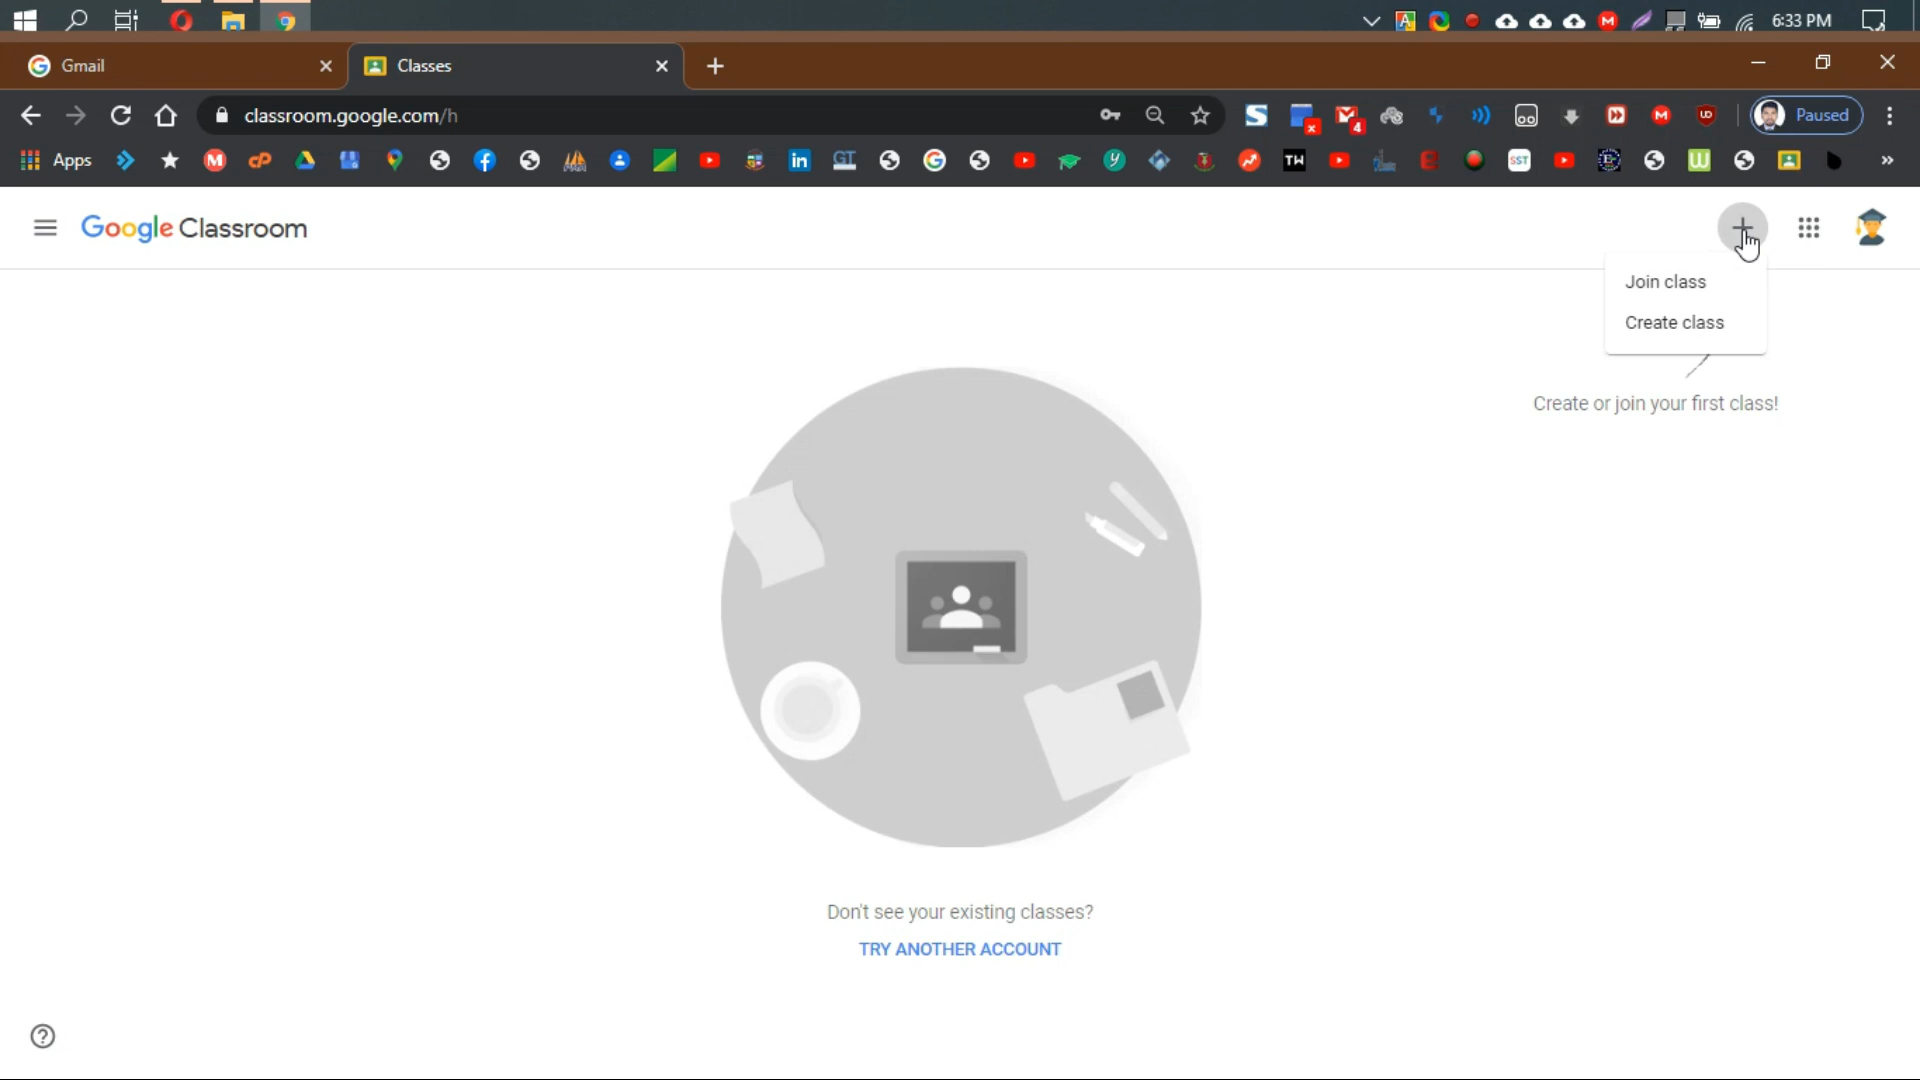 6:33 PM
Gmail
Classes
classroom.google.com/h
Paused
Apps
Google Classroom
Join class
Create class
Create or join your first class!
Don't see your existing classes?
TRY ANOTHER ACCOUNT